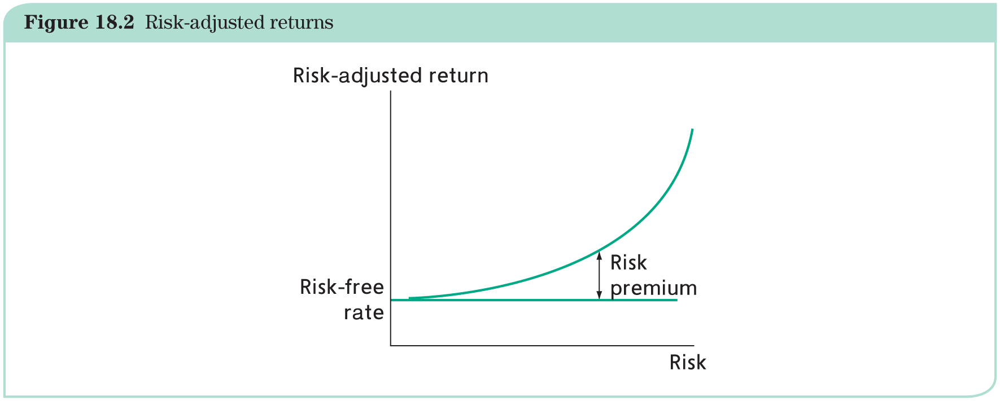 Figure 18.2 Risk-adjusted returns
Risk-adjusted return
Risk
premium
Risk-free
rate
Risk